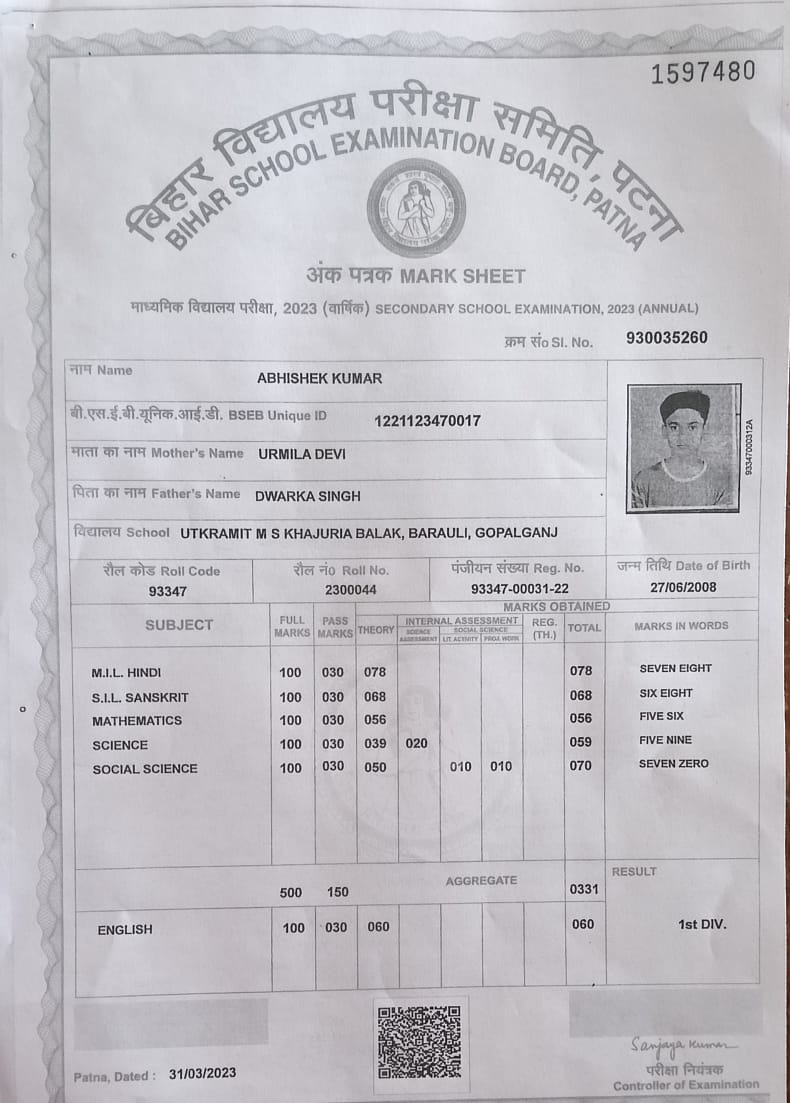 1597480
बिहार विद्यालय परीक्षा समिति, पटना
BIHAR SCHOOL EXAMINATION BOARD, PATNA
अंक पत्रक MARK SHEET
माध्यमिक विद्यालय परीक्षा, 2023 (वार्षिक) SECONDARY SCHOOL EXAMINATION, 2023 (ANNUAL)
क्रम सं० Sl. No. 930035260
नाम Name ABHISHEK KUMAR
बी.एस.ई.बी.यूनिक.आई.डी. BSEB Unique ID 1221123470017
माता का नाम Mother's Name URMILA DEVI
पिता का नाम Father's Name DWARKA SINGH
93347000312A
विद्यालय School UTKRAMIT M S KHAJURIA BALAK, BARAULI, GOPALGANJ
रौल कोड Roll Code रौल नं० Roll No. पंजीयन संख्या Reg. No. जन्म तिथि Date of Birth
93347 2300044 93347-00031-22 27/06/2008
MARKS OBTAINED
SUBJECT FULL MARKS PASS MARKS THEORY INTERNAL ASSESSMENT REG. (TH.) TOTAL MARKS IN WORDS
SCIENCE ASSESSMENT SOCIAL SCIENCE LIT. ACTIVITY PROJ. WORK
M.I.L. HINDI 100 030 078 078 SEVEN EIGHT
S.I.L. SANSKRIT 100 030 068 068 SIX EIGHT
MATHEMATICS 100 030 056 056 FIVE SIX
SCIENCE 100 030 039 020 059 FIVE NINE
SOCIAL SCIENCE 100 030 050 010 010 070 SEVEN ZERO
500 150 AGGREGATE 0331 RESULT
ENGLISH 100 030 060 060 1st DIV.
Sanjaya Kumar
Patna, Dated : 31/03/2023
परीक्षा नियंत्रक
Controller of Examination